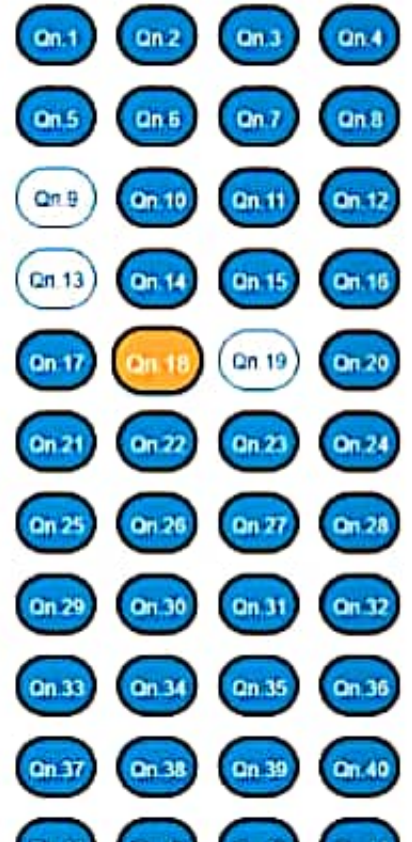 Qn.1 Qn.2 Qn.3 Qn.4
Qn.5 Qn.6 Qn.7 Qn.8
Qn.9 Qn.10 Qn.11 Qn.12
Qn.13 Qn.14 Qn.15 Qn.16
Qn.17 Qn.18 Qn.19 Qn.20
Qn.21 Qn.22 Qn.23 Qn.24
Qn.25 Qn.26 Qn.27 Qn.28
Qn.29 Qn.30 Qn.31 Qn.32
Qn.33 Qn.34 Qn.35 Qn.36
Qn.37 Qn.38 Qn.39 Qn.40